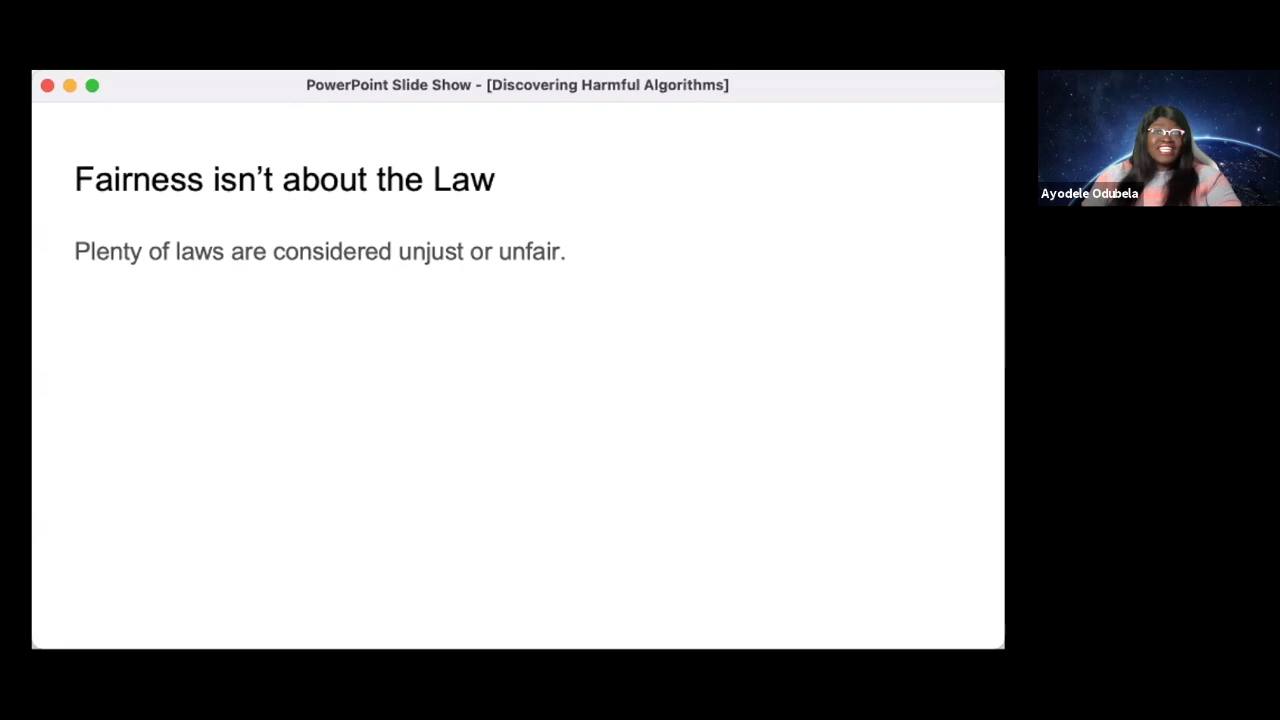 PowerPoint Slide Show - [Discovering Harmful Algorithms]
Fairness isn’t about the Law
Plenty of laws are considered unjust or unfair.
Ayodele Odubela